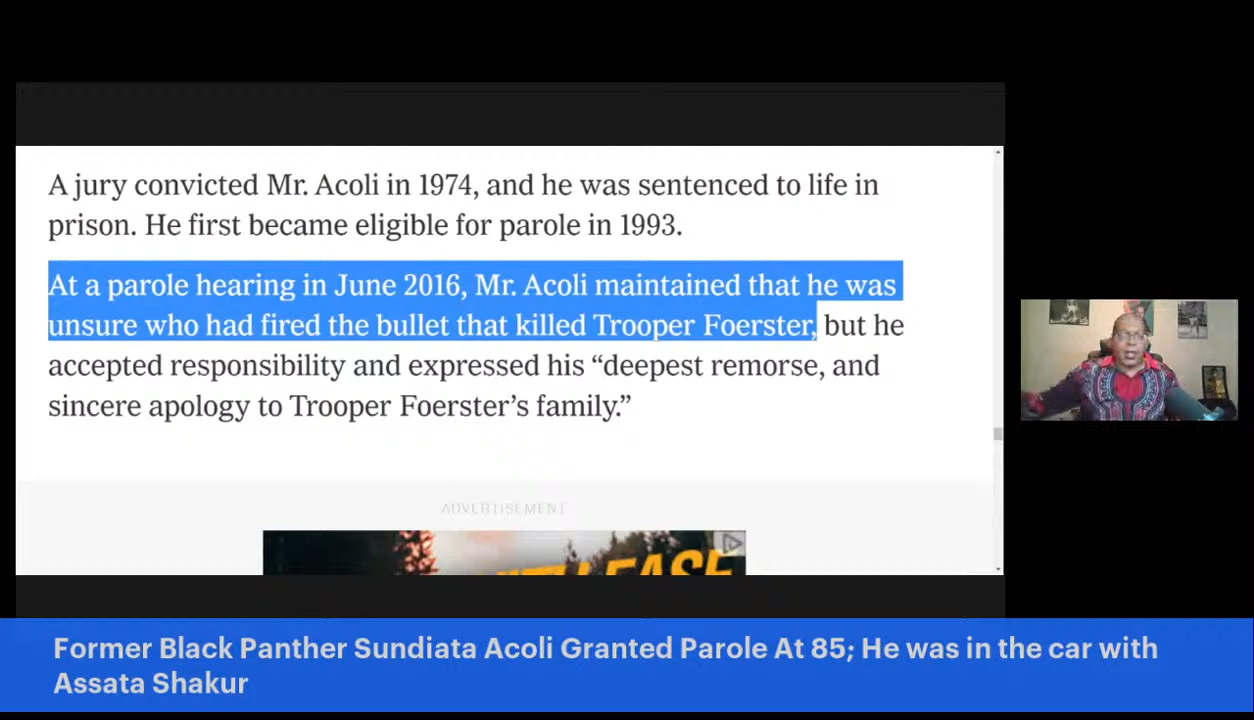 A jury convicted Mr. Acoli in 1974, and he was sentenced to life in
prison. He first became eligible for parole in 1993.
At a parole hearing in June 2016, Mr. Acoli maintained that he was
unsure who had fired the bullet that killed Trooper Foerster, but he
accepted responsibility and expressed his “deepest remorse, and
sincere apology to Trooper Foerster’s family.”
ADVERTISEMENT
WITH EASE
Former Black Panther Sundiata Acoli Granted Parole At 85; He was in the car with
Assata Shakur